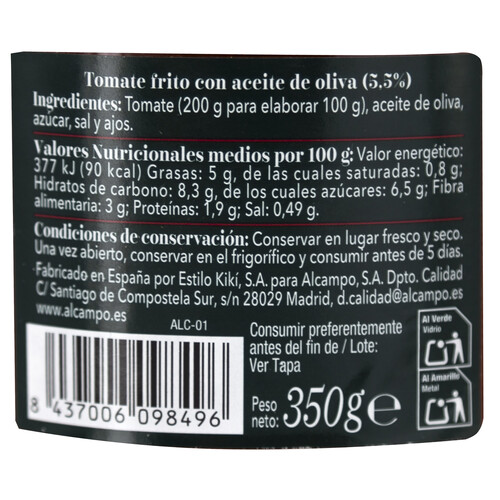 Tomate frito con aceite de oliva (5,5%)
Ingredientes: Tomate (200 g para elaborar 100 g), aceite de oliva,
azúcar, sal y ajos.
Valores Nutricionales medios por 100 g: Valor energético:
377 kJ (90 kcal) Grasas: 5 g, de las cuales saturadas: 0,8 g;
Hidratos de carbono: 8,3 g, de los cuales azúcares: 6,5 g; Fibra
alimentaria: 3 g; Proteínas: 1,9 g; Sal: 0,49 g.
Condiciones de conservación: Conservar en lugar fresco y seco.
Una vez abierto, conservar en el frigorífico y consumir antes de 5 días.
Fabricado en España por Estilo Kikí, S.A. para Alcampo, S.A. Dpto. Calidad
C/ Santiago de Compostela Sur, s/n 28029 Madrid, d.calidad@alcampo.es
www.alcampo.es
ALC-01
8 437006 098496
Consumir preferentemente
antes del fin de / Lote:
Ver Tapa
Peso
neto: 350g e
Al Verde
Vidrio
Al Amarillo
Metal